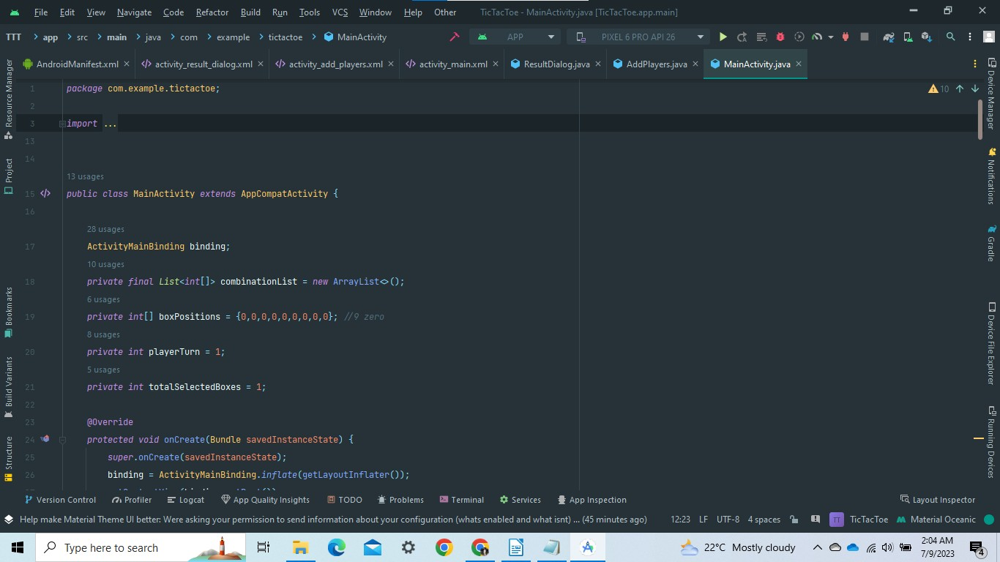 File Edit View Navigate Code Refactor Build Run Tools VCS Window Help Other TicTacToe - MainActivity.java [TicTacToe.app.main]
TTT app src main java com example tictactoe MainActivity APP PIXEL 6 PRO API 26
AndroidManifest.xml activity_result_dialog.xml activity_add_players.xml activity_main.xml ResultDialog.java AddPlayers.java MainActivity.java
1 package com.example.tictactoe; 10
2
3 import ...
13
14
13 usages
15 public class MainActivity extends AppCompatActivity {
16
28 usages
17 ActivityMainBinding binding;
10 usages
18 private final List<int[]> combinationList = new ArrayList<>();
6 usages
19 private int[] boxPositions = {0,0,0,0,0,0,0,0,0}; //9 zero
8 usages
20 private int playerTurn = 1;
5 usages
21 private int totalSelectedBoxes = 1;
22
23 @Override
24 protected void onCreate(Bundle savedInstanceState) {
25 super.onCreate(savedInstanceState);
26 binding = ActivityMainBinding.inflate(getLayoutInflater());
Resource Manager
Project
Bookmarks
Build Variants
Structure
Device Manager
Notifications
Gradle
Device File Explorer
Running Devices
Version Control Profiler Logcat App Quality Insights TODO Problems Terminal Services App Inspection Layout Inspector
Help make Material Theme UI better: Were asking your permission to send information about your configuration (whats enabled and what isnt) ... (45 minutes ago) 12:23 LF UTF-8 4 spaces TT TicTacToe Material Oceanic
Type here to search 22°C Mostly cloudy 2:04 AM
7/9/2023 4